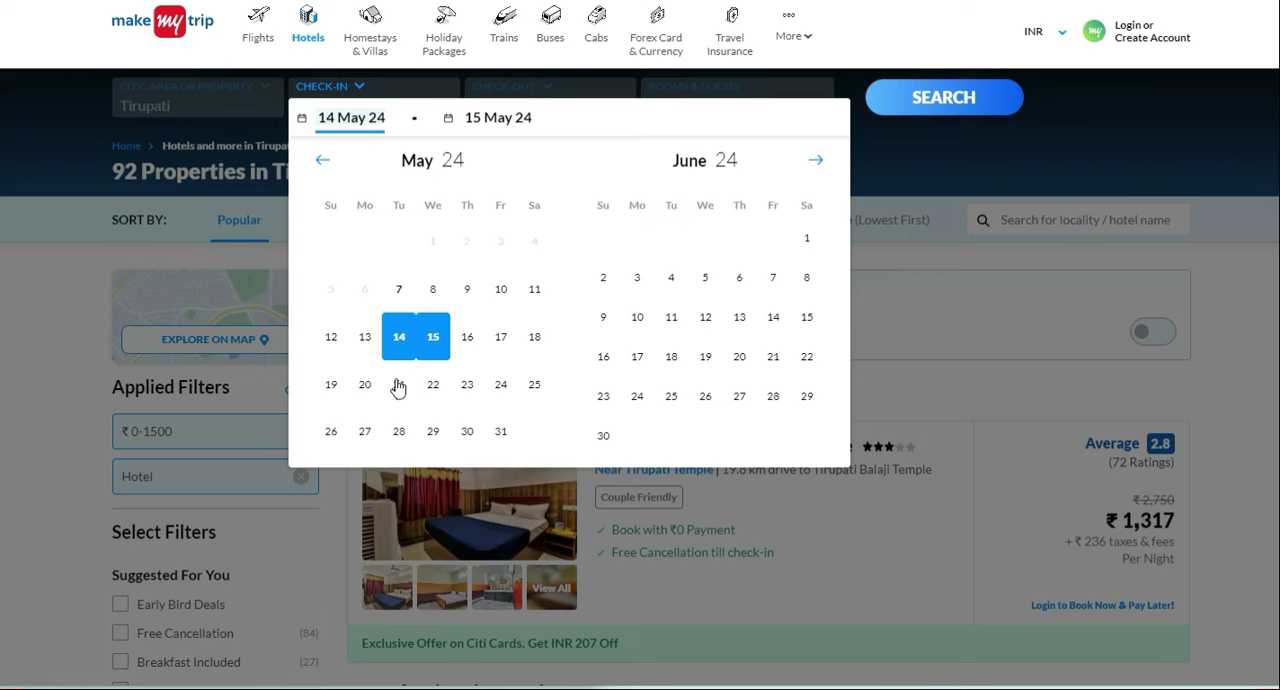 make my trip
Flights
Hotels
Homestays
& Villas
Holiday
Packages
Trains
Buses
Cabs
Forex Card
& Currency
Travel
Insurance
More
INR
my
Login or
Create Account
CITY, AREA OR PROPERTY
Tirupati
CHECK-IN
CHECK-OUT
ROOMS & GUESTS
SEARCH
14 May 24 - 15 May 24
Home > Hotels and more in Tirupa
92 Properties in Ti
May 24
Su Mo Tu We Th Fr Sa
1 2 3 4
5 6 7 8 9 10 11
12 13 14 15 16 17 18
19 20 22 23 24 25
26 27 28 29 30 31
June 24
Su Mo Tu We Th Fr Sa
1
2 3 4 5 6 7 8
9 10 11 12 13 14 15
16 17 18 19 20 21 22
23 24 25 26 27 28 29
30
SORT BY:
Popular
(Lowest First)
Search for locality / hotel name
EXPLORE ON MAP
Applied Filters
₹ 0-1500
Hotel
Select Filters
Suggested For You
Early Bird Deals
Free Cancellation (84)
Breakfast Included (27)
Near Tirupati Temple | 19.8 km drive to Tirupati Balaji Temple
Couple Friendly
✓ Book with ₹0 Payment
✓ Free Cancellation till check-in
View All
Average 2.8
(72 Ratings)
₹ 2,750
₹ 1,317
+ ₹ 236 taxes & fees
Per Night
Login to Book Now & Pay Later!
Exclusive Offer on Citi Cards. Get INR 207 Off